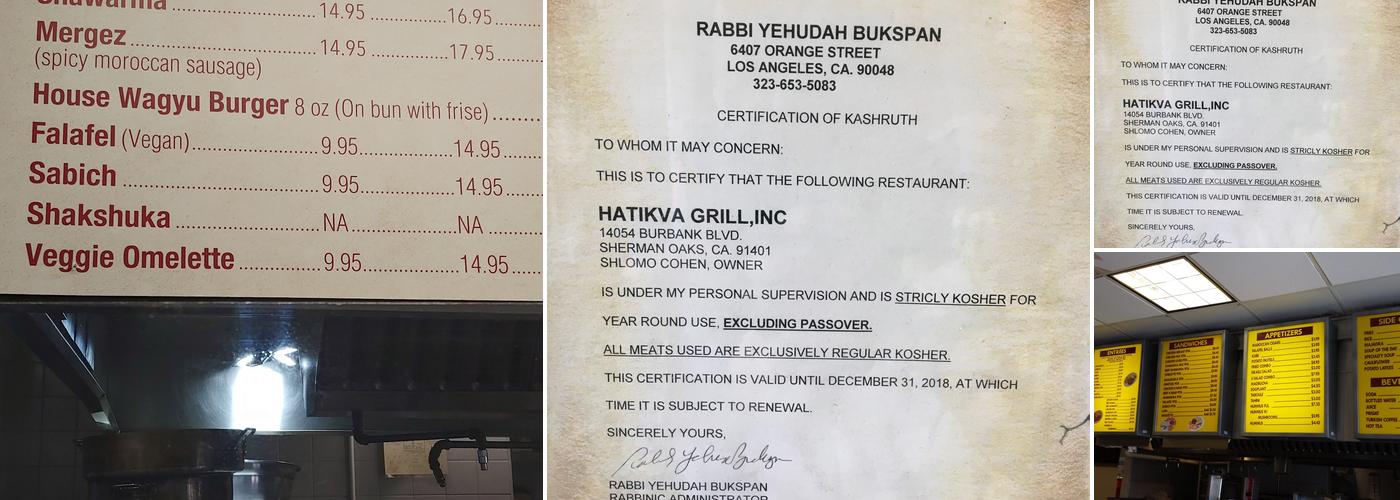 Shawarma 14.95 16.95
Mergez 14.95 17.95
(spicy moroccan sausage)
House Wagyu Burger 8 oz (On bun with frise)
Falafel (Vegan) 9.95 14.95
Sabich 9.95 14.95
Shakshuka NA NA
Veggie Omelette 9.95 14.95
RABBI YEHUDAH BUKSPAN
6407 ORANGE STREET
LOS ANGELES, CA. 90048
323-653-5083
CERTIFICATION OF KASHRUTH
TO WHOM IT MAY CONCERN:
THIS IS TO CERTIFY THAT THE FOLLOWING RESTAURANT:
HATIKVA GRILL,INC
14054 BURBANK BLVD.
SHERMAN OAKS, CA. 91401
SHLOMO COHEN, OWNER
IS UNDER MY PERSONAL SUPERVISION AND IS STRICLY KOSHER FOR
YEAR ROUND USE, EXCLUDING PASSOVER.
ALL MEATS USED ARE EXCLUSIVELY REGULAR KOSHER.
THIS CERTIFICATION IS VALID UNTIL DECEMBER 31, 2018, AT WHICH
TIME IT IS SUBJECT TO RENEWAL.
SINCERELY YOURS,
RABBI YEHUDAH BUKSPAN
RABBINIC ADMINISTRATOR
RABBI YEHUDAH BUKSPAN
6407 ORANGE STREET
LOS ANGELES, CA. 90048
323-653-5083
CERTIFICATION OF KASHRUTH
TO WHOM IT MAY CONCERN:
THIS IS TO CERTIFY THAT THE FOLLOWING RESTAURANT:
HATIKVA GRILL,INC
14054 BURBANK BLVD.
SHERMAN OAKS, CA. 91401
SHLOMO COHEN, OWNER
IS UNDER MY PERSONAL SUPERVISION AND IS STRICLY KOSHER FOR
YEAR ROUND USE, EXCLUDING PASSOVER.
ALL MEATS USED ARE EXCLUSIVELY REGULAR KOSHER.
THIS CERTIFICATION IS VALID UNTIL DECEMBER 31, 2018, AT WHICH
TIME IT IS SUBJECT TO RENEWAL.
SINCERELY YOURS,
ENTREES
SANDWICHES
APPETIZERS
SIDE